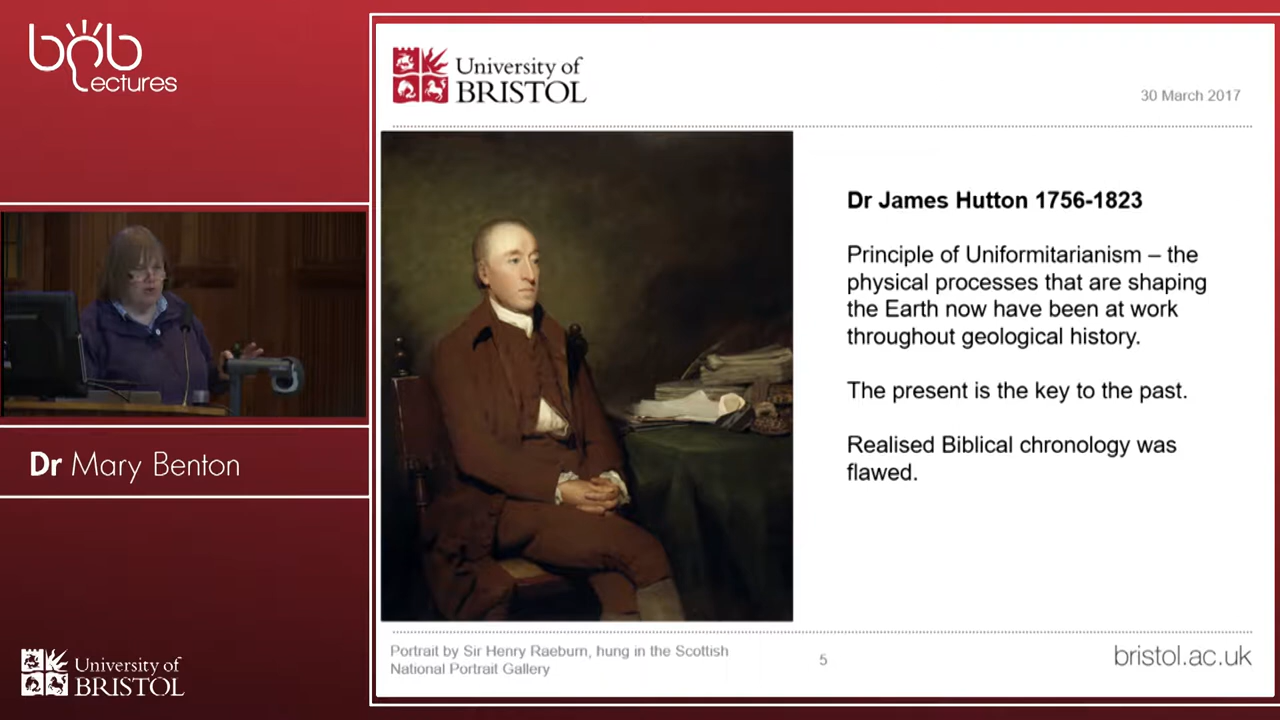 bob
Lectures
University of
BRISTOL
30 March 2017
Dr James Hutton 1756-1823
Principle of Uniformitarianism – the
physical processes that are shaping
the Earth now have been at work
throughout geological history.
The present is the key to the past.
Realised Biblical chronology was
flawed.
Dr Mary Benton
Portrait by Sir Henry Raeburn, hung in the Scottish
National Portrait Gallery
5
bristol.ac.uk
University of
BRISTOL